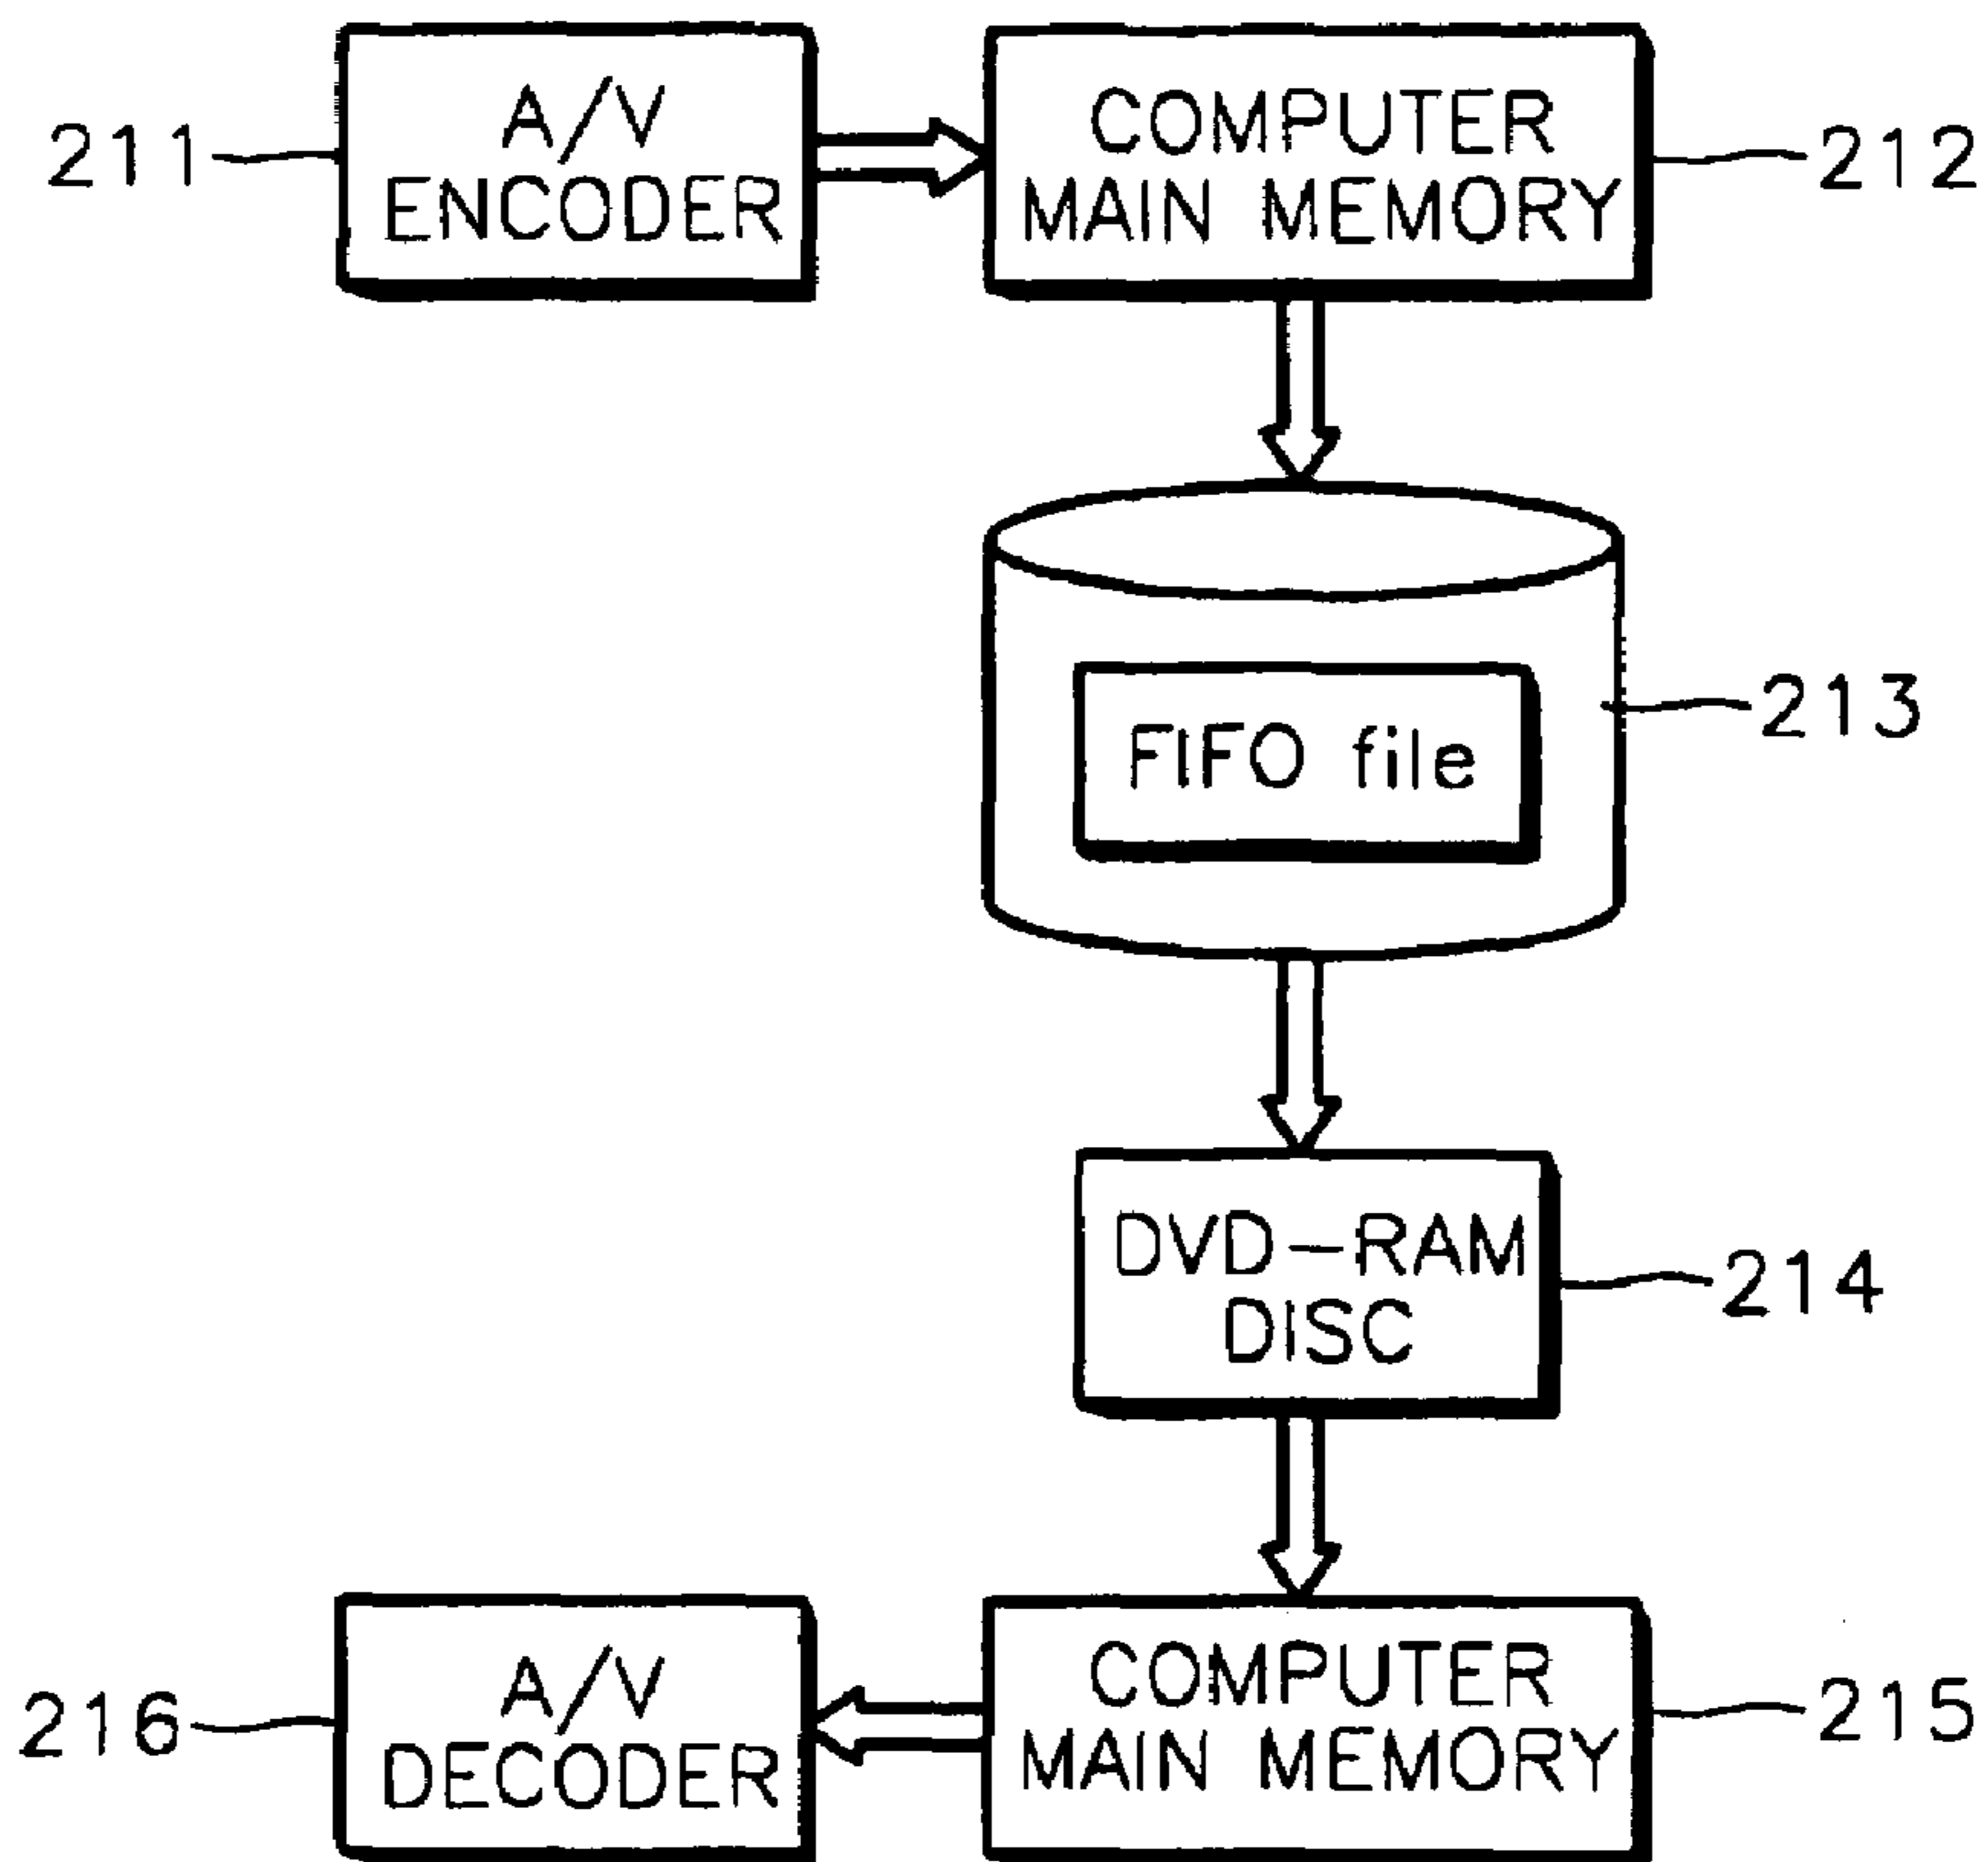 211
A/V
ENCODER
COMPUTER
MAIN MEMORY
212
FIFO file
213
DVD-RAM
DISC
214
216
A/V
DECODER
COMPUTER
MAIN MEMORY
215